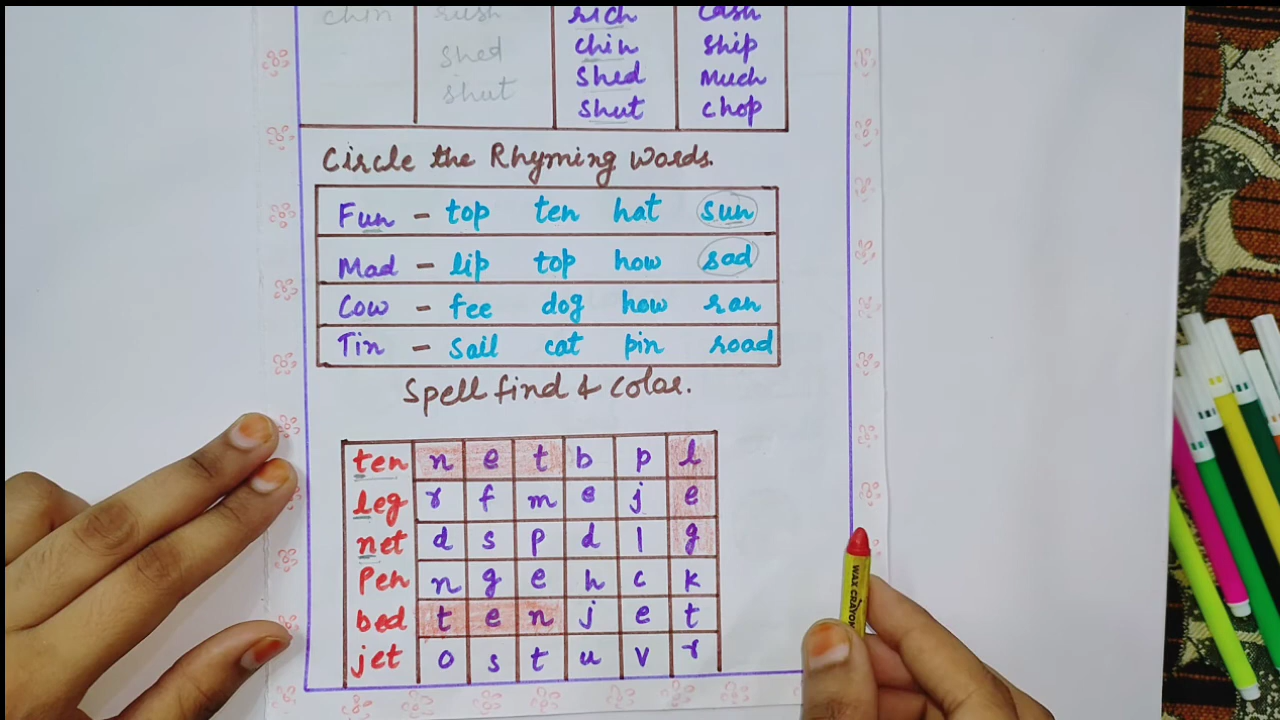 chin rush rich cash
shed chin ship
shut shed much
shut chop
Circle the Rhyming words.
Fun - top ten hat sun
Mad - lip top how sad
Cow - fee dog how ran
Tin - sail cat pin road
Spell find & color.
ten n e t b p l
leg r f m e j e
net d s p d l g
Pen n g e h c k
bed t e n j e t
jet o s t u v r
WAX CRAYON